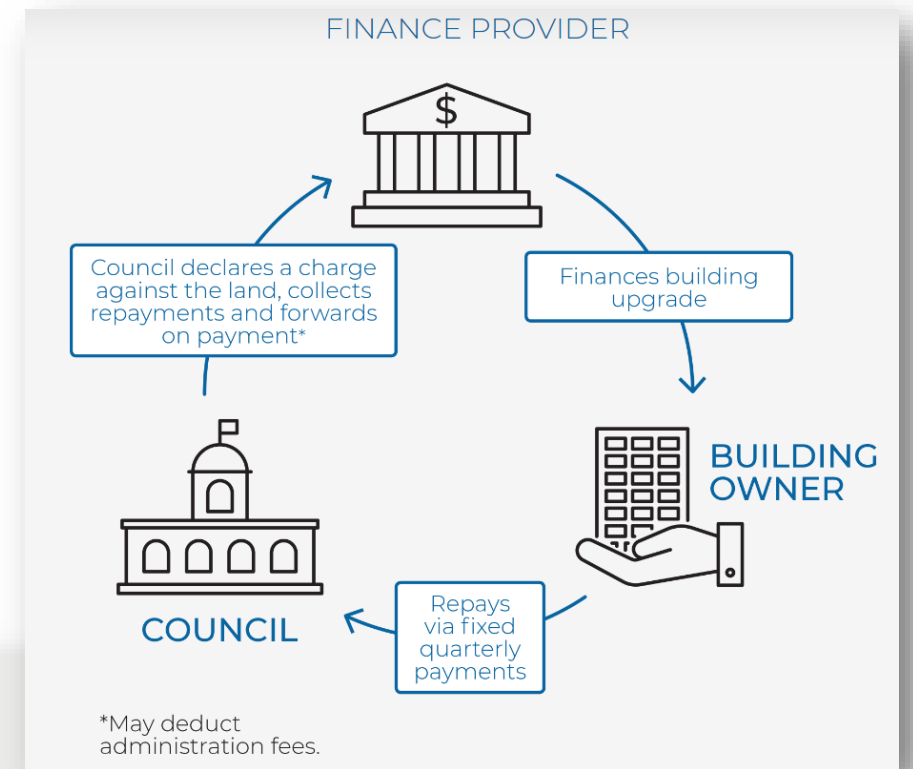 FINANCE PROVIDER
$
Council declares a charge
against the land, collects
repayments and forwards
on payment*
Finances building
upgrade
BUILDING
OWNER
Repays
via fixed
quarterly
payments
COUNCIL
*May deduct
administration fees.